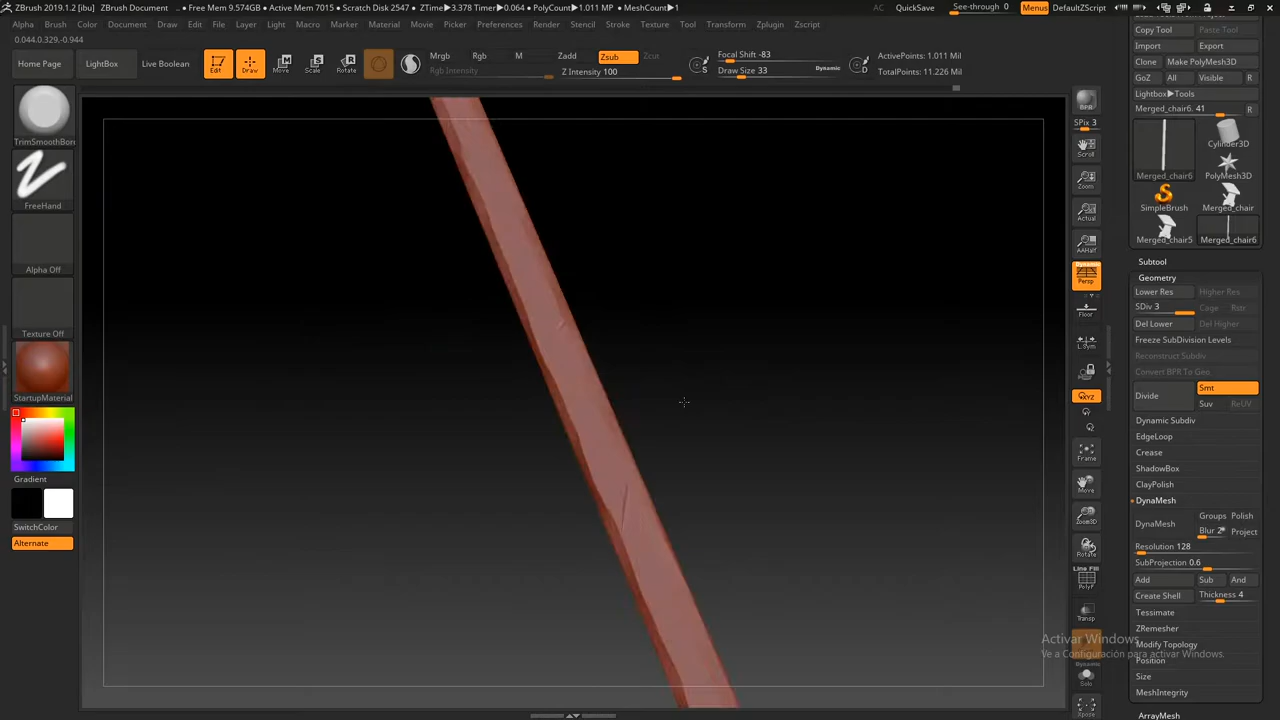 ZBrush 2019.1.2 [ibu]
ZBrush Document
.. • Free Mem 9.574GB • Active Mem 7015 • Scratch Disk 2547 • ZTime▶3.378 Timer▶0.064 • PolyCount▶1.011 MP • MeshCount▶1
AC
QuickSave
See-through 0
Menus
DefaultZScript
Alpha
Brush
Color
Document
Draw
Edit
File
Layer
Light
Macro
Marker
Material
Movie
Picker
Preferences
Render
Stencil
Stroke
Texture
Tool
Transform
Zplugin
Zscript
0.044,0.329,-0.944
Home Page
LightBox
Live Boolean
Edit
Draw
Move
Scale
Rotate
Mrgb
Rgb
M
Rgb Intensity
Zadd
Zsub
Zcut
Z Intensity 100
S
Focal Shift -83
Draw Size 33
Dynamic
D
ActivePoints: 1.011 Mil
TotalPoints: 11.226 Mil
TrimSmoothBor
FreeHand
Alpha Off
Texture Off
StartupMaterial
Gradient
SwitchColor
Alternate
BPR
SPix 3
Scroll
Zoom
Actual
AAHalf
Dynamic
Persp
Floor
L.Sym
XYZ
Frame
Move
Zoom3D
Rotate
Line Fill
PolyF
Transp
Dynamic
Solo
Xpose
Copy Tool
Paste Tool
Import
Export
Clone
Make PolyMesh3D
GoZ
All
Visible
R
Lightbox▶Tools
Merged_chair6. 41
R
Merged_chair6
Cylinder3D
PolyMesh3D
SimpleBrush
Merged_chair
Merged_chair5
Merged_chair6
Subtool
Geometry
Lower Res
Higher Res
SDiv 3
Cage
Rstr
Del Lower
Del Higher
Freeze SubDivision Levels
Reconstruct Subdiv
Convert BPR To Geo
Divide
Smt
Suv
ReUV
Dynamic Subdiv
EdgeLoop
Crease
ShadowBox
ClayPolish
DynaMesh
DynaMesh
Groups
Polish
Blur 2
Project
Resolution 128
SubProjection 0.6
Add
Sub
And
Create Shell
Thickness 4
Tessimate
ZRemesher
Modify Topology
Position
Size
MeshIntegrity
ArrayMesh
Activar Windows
Ve a Configuración para activar Windows.